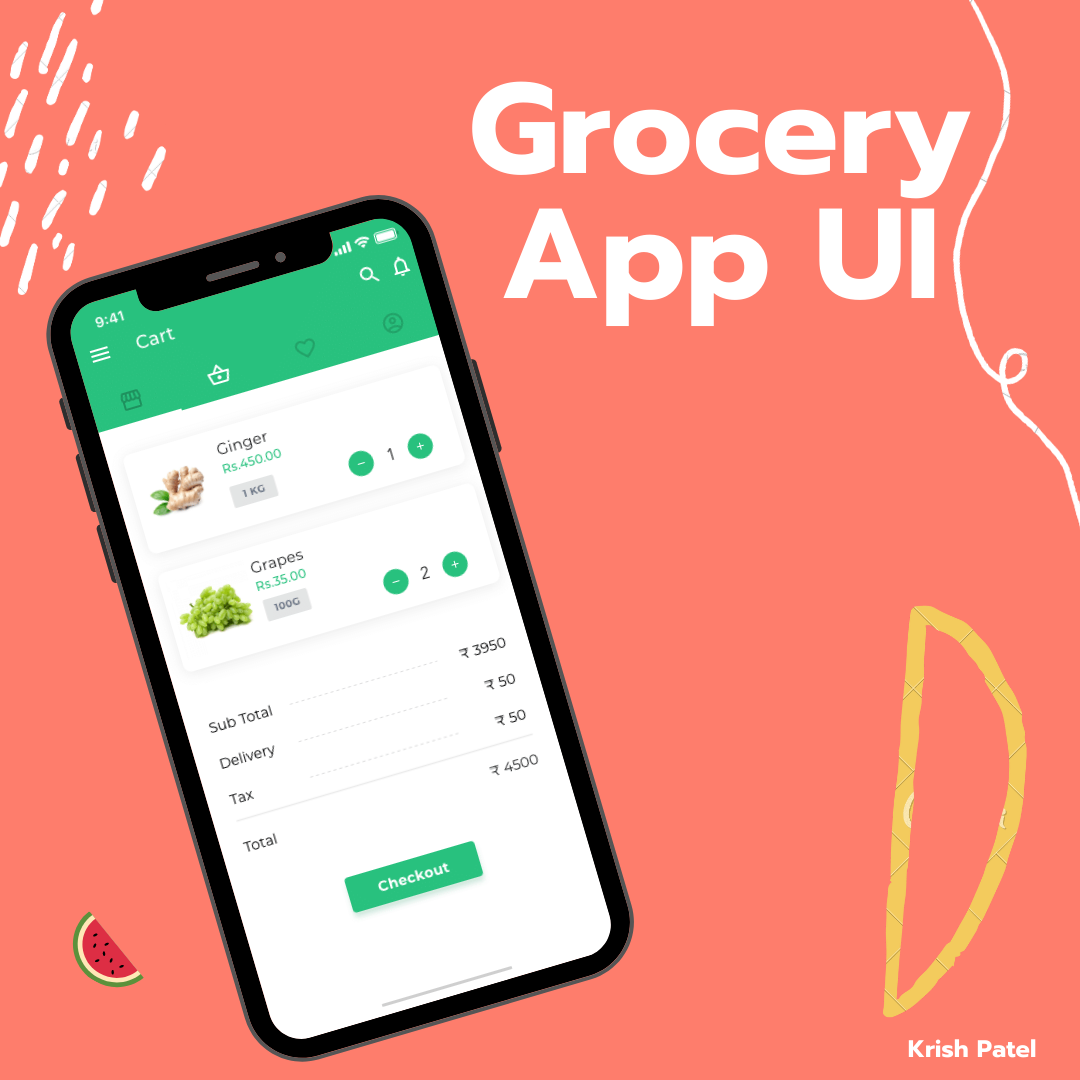 Grocery
App UI
9:41
Cart
Ginger
Rs.450.00
1 KG
1
Grapes
Rs.35.00
100G
2
Sub Total ₹ 3950
Delivery ₹ 50
Tax ₹ 50
Total ₹ 4500
Checkout
Krish Patel